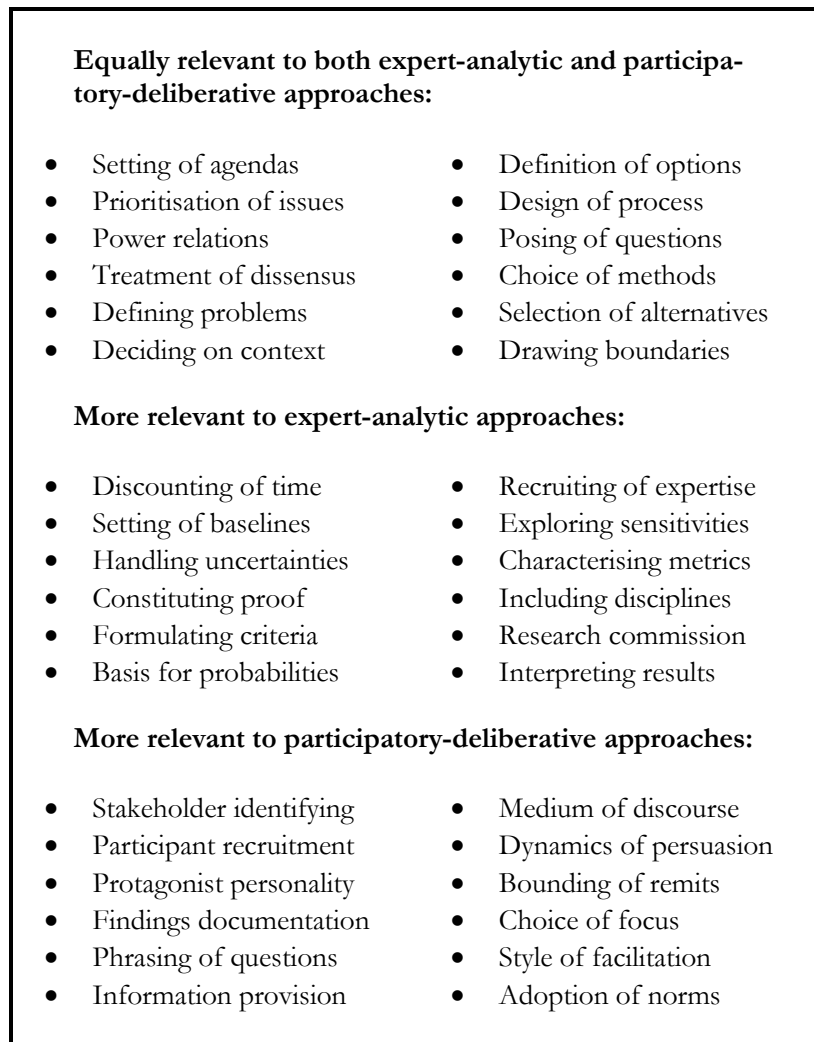 Equally relevant to both expert-analytic and participa-
tory-deliberative approaches:
• Setting of agendas
• Prioritisation of issues
• Power relations
• Treatment of dissensus
• Defining problems
• Deciding on context
• Definition of options
• Design of process
• Posing of questions
• Choice of methods
• Selection of alternatives
• Drawing boundaries
More relevant to expert-analytic approaches:
• Discounting of time
• Setting of baselines
• Handling uncertainties
• Constituting proof
• Formulating criteria
• Basis for probabilities
• Recruiting of expertise
• Exploring sensitivities
• Characterising metrics
• Including disciplines
• Research commission
• Interpreting results
More relevant to participatory-deliberative approaches:
• Stakeholder identifying
• Participant recruitment
• Protagonist personality
• Findings documentation
• Phrasing of questions
• Information provision
• Medium of discourse
• Dynamics of persuasion
• Bounding of remits
• Choice of focus
• Style of facilitation
• Adoption of norms